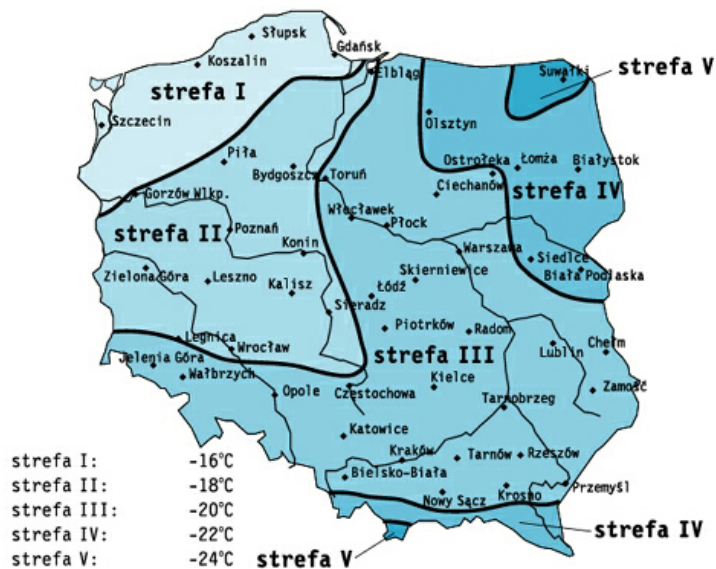 Słupsk
Gdańsk
Koszalin
Elbląg
Suwałki
strefa V
strefa I
Szczecin
Olsztyn
Piła
Ostrołęka
Łomża
Białystok
Bydgoszcz
Toruń
Ciechanów
strefa IV
Gorzów Wlkp.
Włocławek
Płock
strefa II
Poznań
Konin
Warszawa
Siedlce
Zielona Góra
Leszno
Kalisz
Skierniewice
Biała Podlaska
Łódź
Sieradz
Piotrków
Radom
Legnica
Wrocław
strefa III
Lublin
Chełm
Jelenia Góra
Wałbrzych
Opole
Częstochowa
Kielce
Zamość
Tarnobrzeg
Katowice
Kraków
Tarnów
Rzeszów
strefa I: -16°C
Bielsko-Biała
strefa II: -18°C
Nowy Sącz
Krosno
Przemyśl
strefa III: -20°C
strefa IV: -22°C
strefa IV
strefa V: -24°C
strefa V